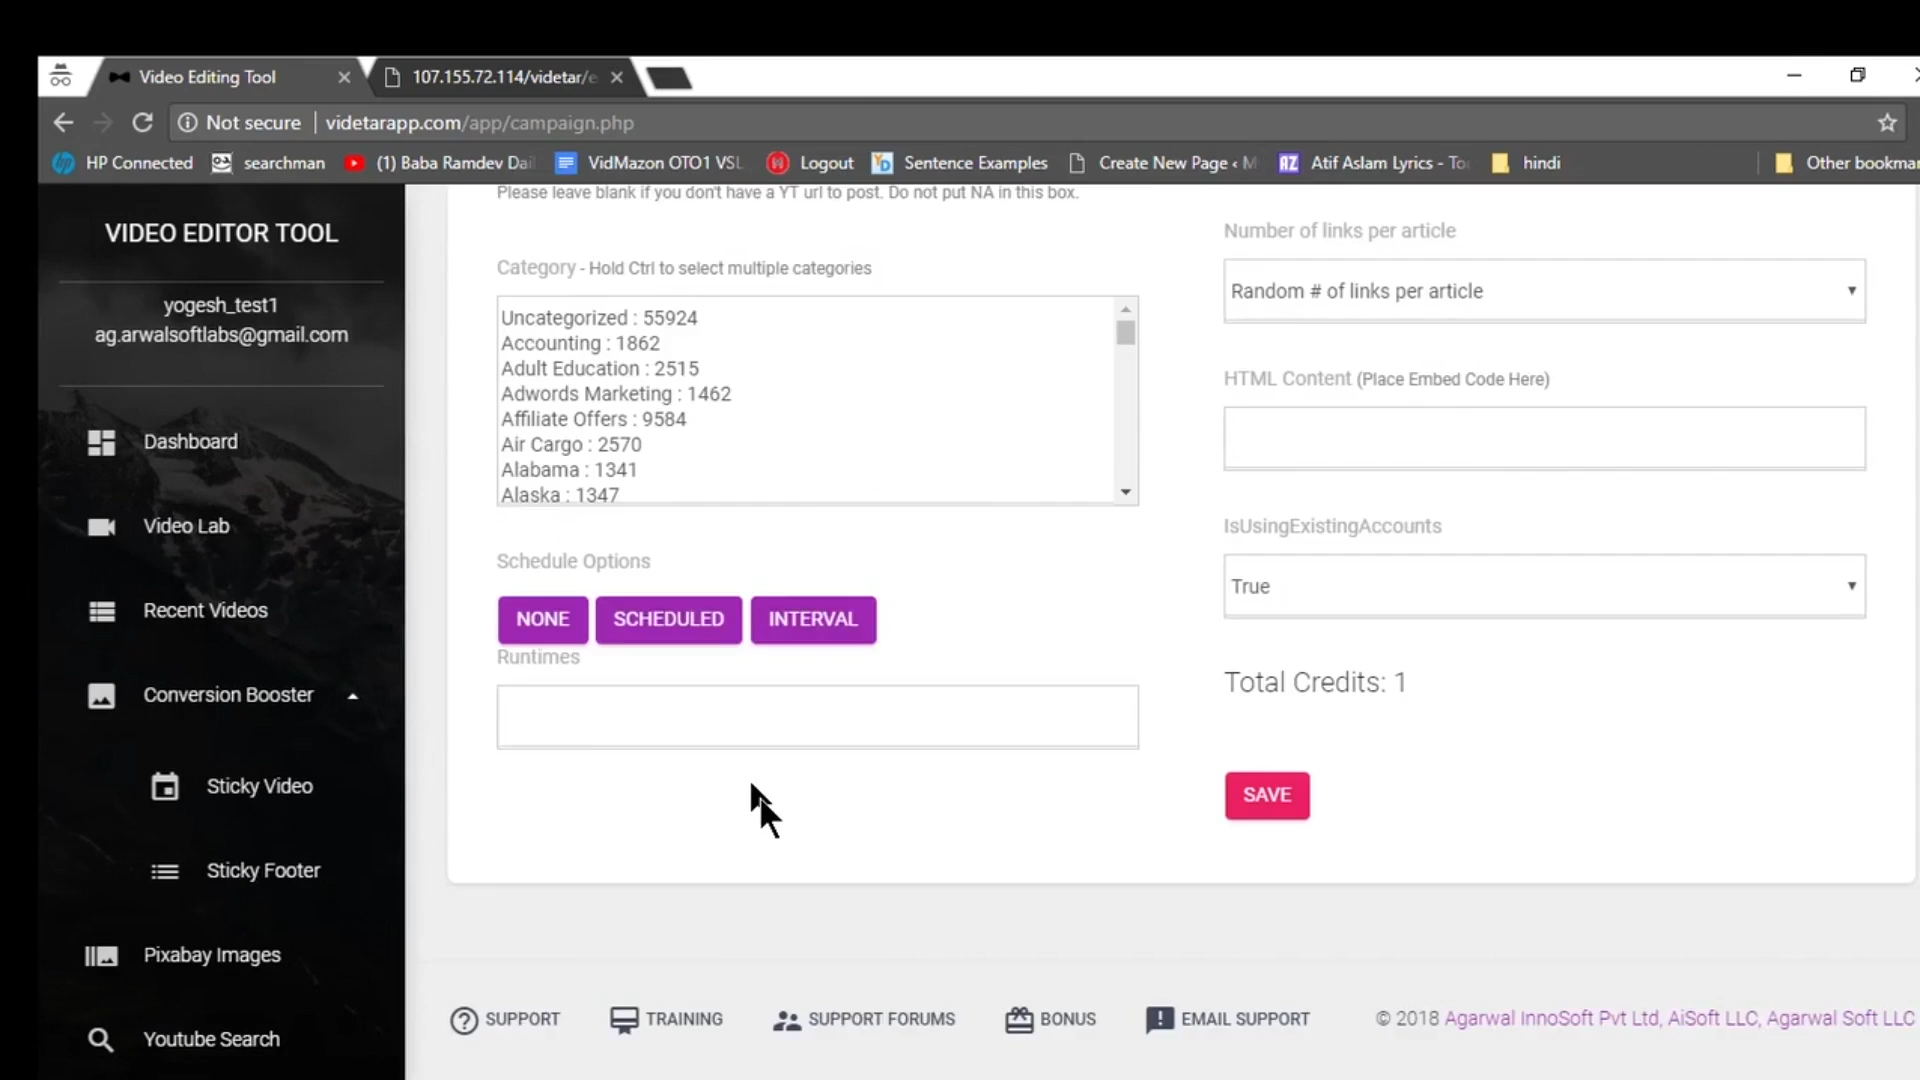 Video Editing Tool
107.155.72.114/videtar/e
Not secure
videtarapp.com/app/campaign.php
HP Connected
searchman
(1) Baba Ramdev Dai
VidMazon OTO1 VSL
Logout
Sentence Examples
Create New Page ‹ M
Atif Aslam Lyrics - To
hindi
Other bookmar
VIDEO EDITOR TOOL
yogesh_test1
ag.arwalsoftlabs@gmail.com
Dashboard
Video Lab
Recent Videos
Conversion Booster
Sticky Video
Sticky Footer
Pixabay Images
Youtube Search
Please leave blank if you don't have a YT url to post. Do not put NA in this box.
Category - Hold Ctrl to select multiple categories
Uncategorized : 55924
Accounting : 1862
Adult Education : 2515
Adwords Marketing : 1462
Affiliate Offers : 9584
Air Cargo : 2570
Alabama : 1341
Alaska : 1347
Schedule Options
NONE
SCHEDULED
INTERVAL
Runtimes
Number of links per article
Random # of links per article
HTML Content (Place Embed Code Here)
IsUsingExistingAccounts
True
Total Credits: 1
SAVE
SUPPORT
TRAINING
SUPPORT FORUMS
BONUS
EMAIL SUPPORT
© 2018 Agarwal InnoSoft Pvt Ltd, AiSoft LLC, Agarwal Soft LLC